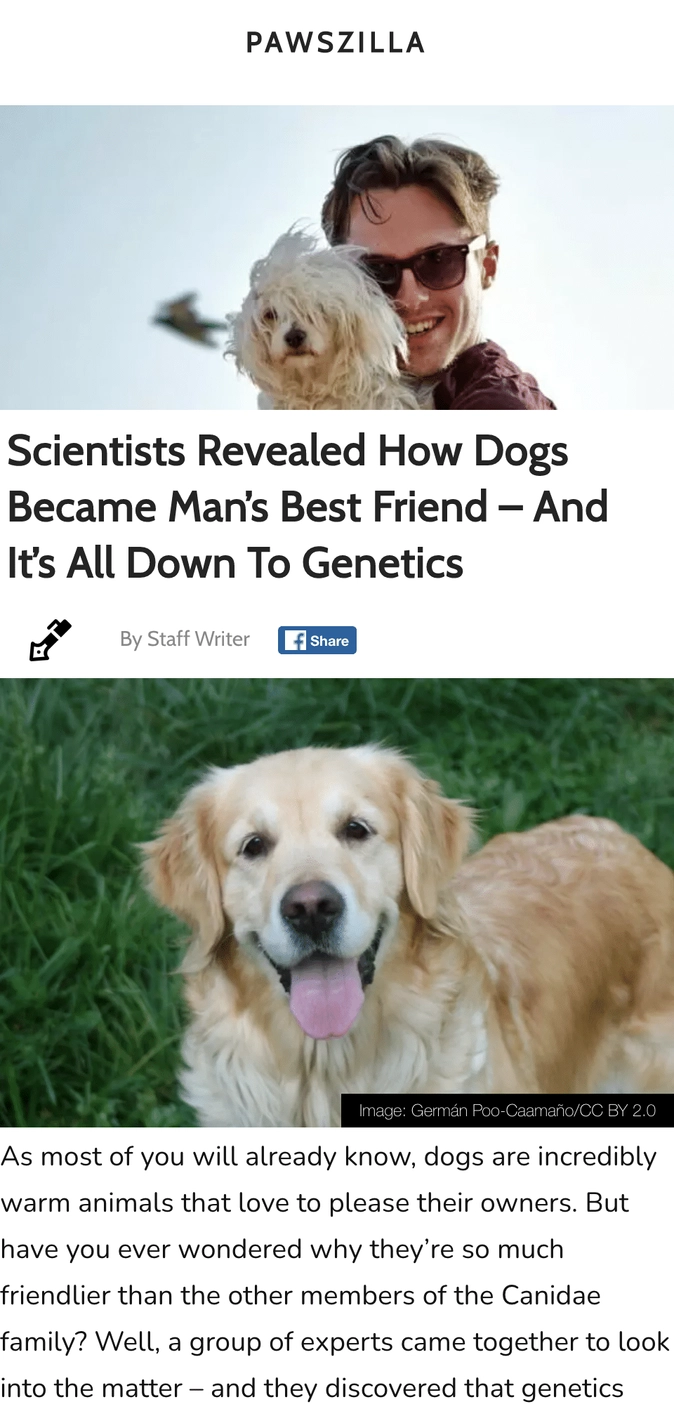 PAWSZILLA
Scientists Revealed How Dogs
Became Man’s Best Friend – And
It’s All Down To Genetics
By Staff Writer
Share
Image: Germán Poo-Caamaño/CC BY 2.0
As most of you will already know, dogs are incredibly
warm animals that love to please their owners. But
have you ever wondered why they’re so much
friendlier than the other members of the Canidae
family? Well, a group of experts came together to look
into the matter – and they discovered that genetics